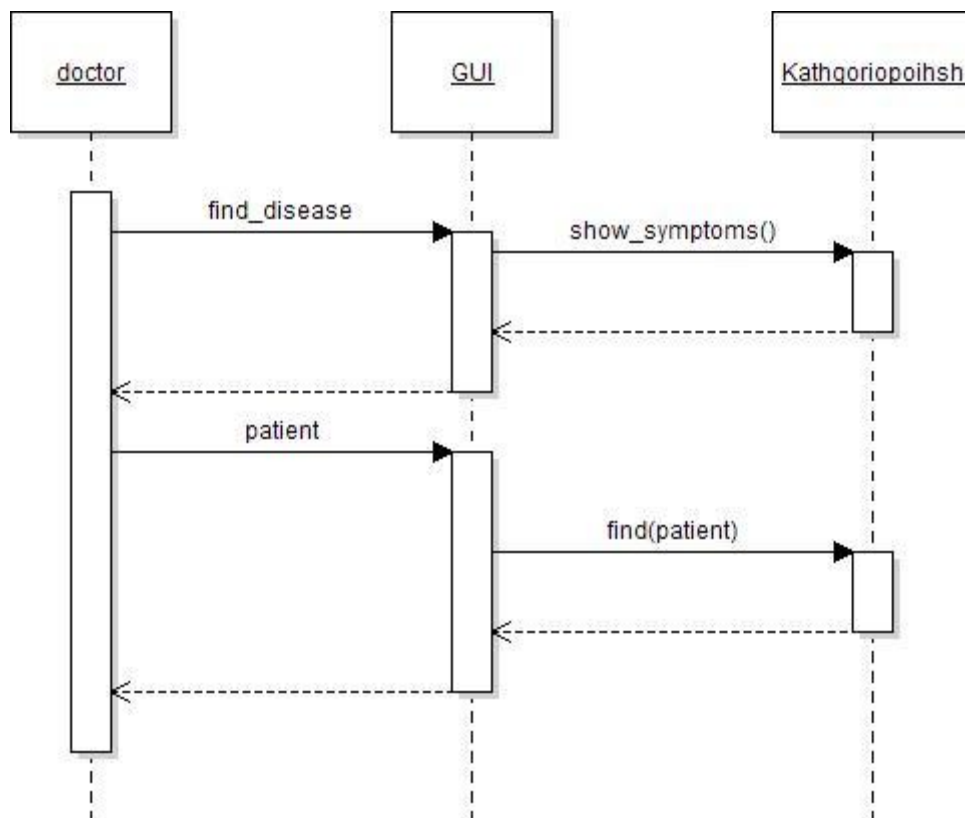 doctor
GUI
Kathgoriopoihsh
find_disease
show_symptoms()
patient
find(patient)